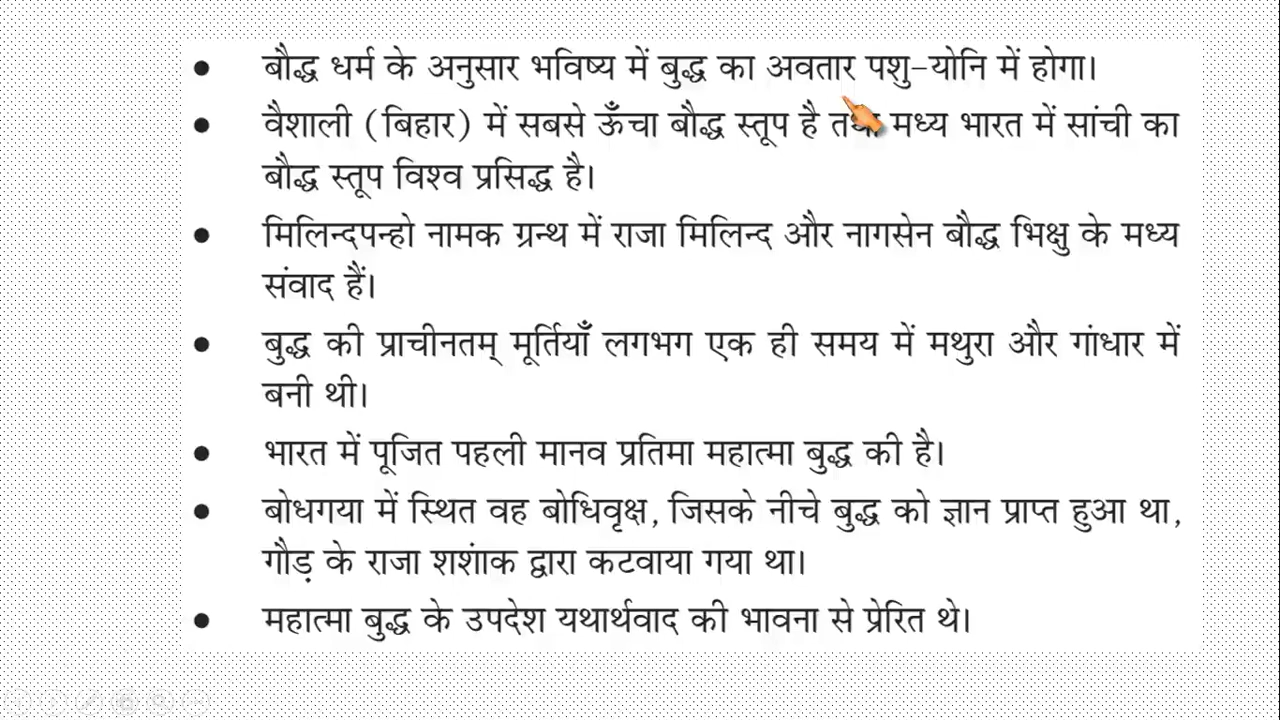 • बौद्ध धर्म के अनुसार भविष्य में बुद्ध का अवतार पशु-योनि में होगा।
• वैशाली (बिहार) में सबसे ऊँचा बौद्ध स्तूप है तथा मध्य भारत में सांची का
बौद्ध स्तूप विश्व प्रसिद्ध है।
• मिलिन्दपन्हो नामक ग्रन्थ में राजा मिलिन्द और नागसेन बौद्ध भिक्षु के मध्य
संवाद हैं।
• बुद्ध की प्राचीनतम् मूर्तियाँ लगभग एक ही समय में मथुरा और गांधार में
बनी थी।
• भारत में पूजित पहली मानव प्रतिमा महात्मा बुद्ध की है।
• बोधगया में स्थित वह बोधिवृक्ष, जिसके नीचे बुद्ध को ज्ञान प्राप्त हुआ था,
गौड़ के राजा शशांक द्वारा कटवाया गया था।
• महात्मा बुद्ध के उपदेश यथार्थवाद की भावना से प्रेरित थे।